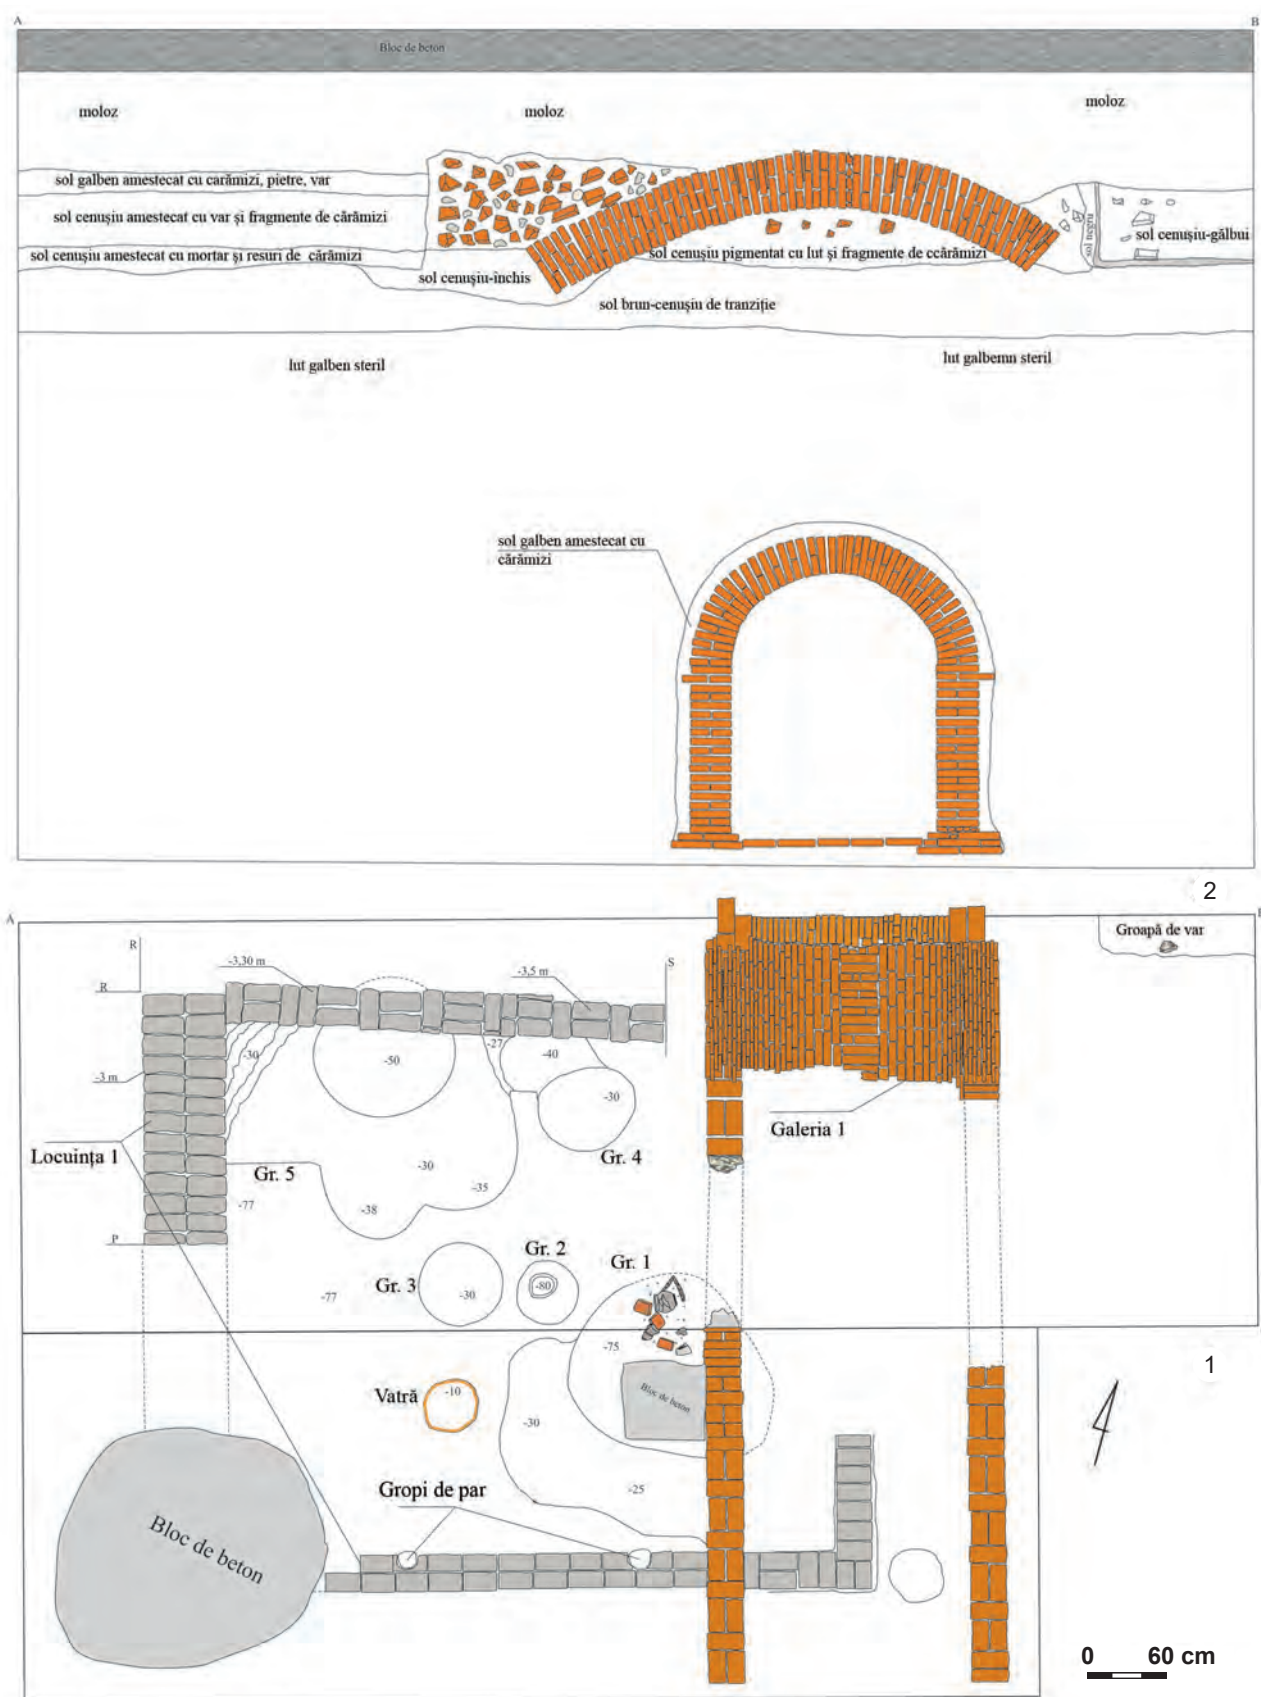 A
B
Bloc de beton
moloz
moloz
moloz
sol galben amestecat cu carămizi, pietre, var
sol cenușiu amestecat cu var și fragmente de cărămizi
sol cenușiu amestecat cu mortar și resuri de cărămizi
sol cenușiu-închis
sol cenușiu pigmentat cu lut și fragmente de ccărămizi
sol negru
sol cenușiu-gălbui
sol brun-cenușiu de tranziție
lut galben steril
lut galbemn steril
sol galben amestecat cu
cărămizi
2
A
R
R
-3,30 m
-3,5 m
S
Groapă de var
-30
-50
-27
-40
-3 m
-30
Galeria 1
Locuința 1
Gr. 5
-30
Gr. 4
-35
-77
-38
P
Gr. 2
Gr. 1
Gr. 3
-30
-80
-77
-75
1
Vatră
-10
Bloc de beton
-30
-25
Gropi de par
Bloc de beton
0 60 cm